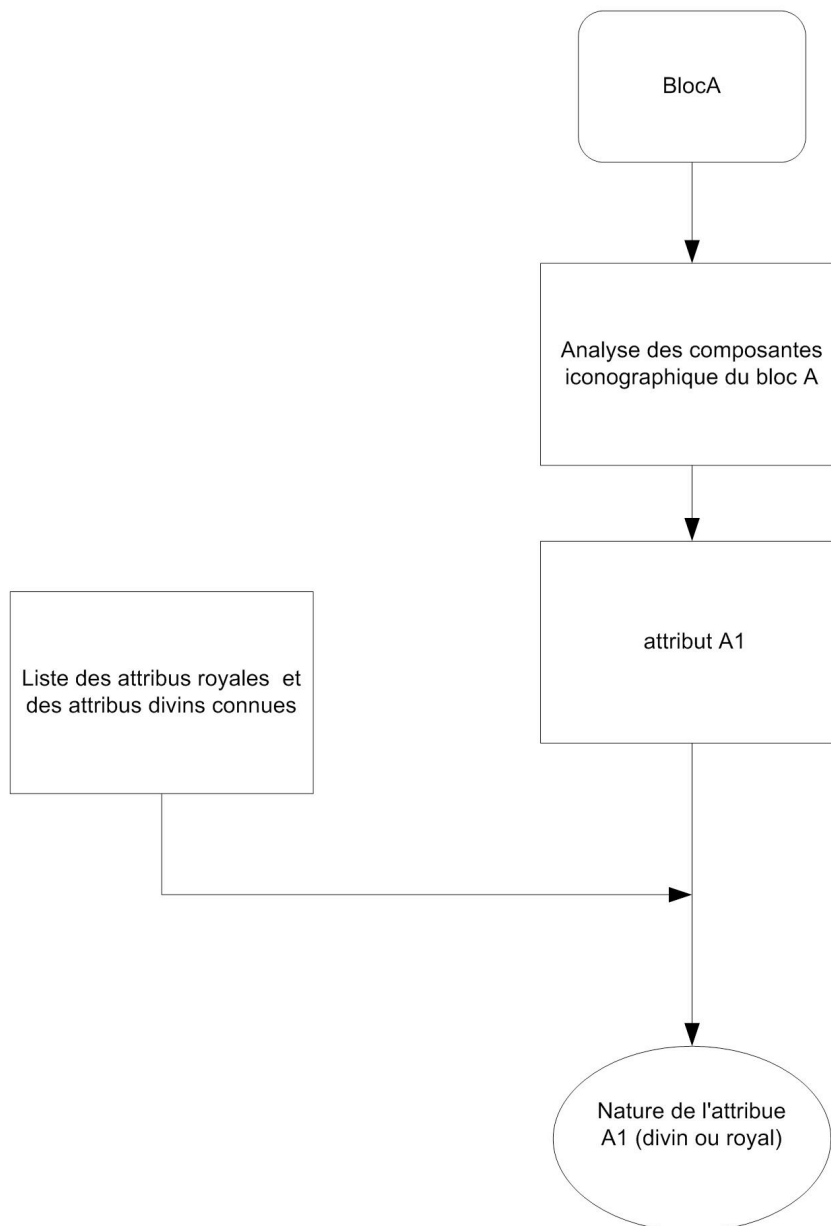 BlocA
Analyse des composantes
iconographique du bloc A
attribut A1
Liste des attribus royales  et
des attribus divins connues
Nature de l'attribue
A1 (divin ou royal)